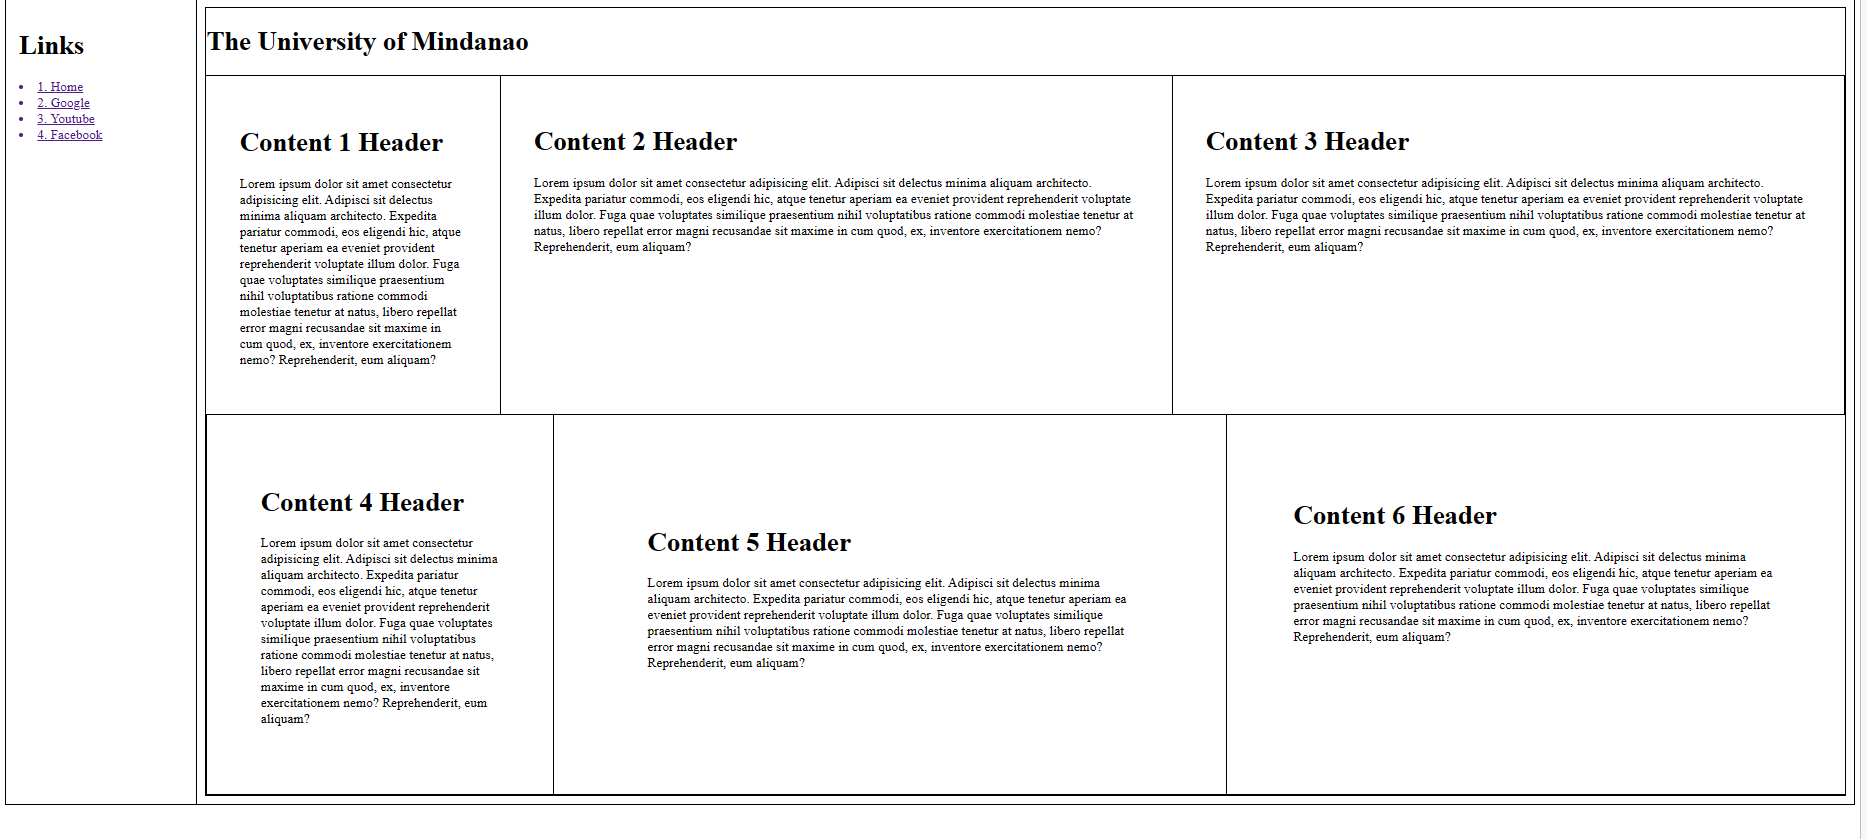 Links
1. Home
2. Google
3. Youtube
4. Facebook
The University of Mindanao
Content 1 Header
Lorem ipsum dolor sit amet consectetur
adipisicing elit. Adipisci sit delectus
minima aliquam architecto. Expedita
pariatur commodi, eos eligendi hic, atque
tenetur aperiam ea eveniet provident
reprehenderit voluptate illum dolor. Fuga
quae voluptates similique praesentium
nihil voluptatibus ratione commodi
molestiae tenetur at natus, libero repellat
error magni recusandae sit maxime in
cum quod, ex, inventore exercitationem
nemo? Reprehenderit, eum aliquam?
Content 2 Header
Lorem ipsum dolor sit amet consectetur adipisicing elit. Adipisci sit delectus minima aliquam architecto.
Expedita pariatur commodi, eos eligendi hic, atque tenetur aperiam ea eveniet provident reprehenderit voluptate
illum dolor. Fuga quae voluptates similique praesentium nihil voluptatibus ratione commodi molestiae tenetur at
natus, libero repellat error magni recusandae sit maxime in cum quod, ex, inventore exercitationem nemo?
Reprehenderit, eum aliquam?
Content 3 Header
Lorem ipsum dolor sit amet consectetur adipisicing elit. Adipisci sit delectus minima aliquam architecto.
Expedita pariatur commodi, eos eligendi hic, atque tenetur aperiam ea eveniet provident reprehenderit voluptate
illum dolor. Fuga quae voluptates similique praesentium nihil voluptatibus ratione commodi molestiae tenetur at
natus, libero repellat error magni recusandae sit maxime in cum quod, ex, inventore exercitationem nemo?
Reprehenderit, eum aliquam?
Content 4 Header
Lorem ipsum dolor sit amet consectetur
adipisicing elit. Adipisci sit delectus minima
aliquam architecto. Expedita pariatur
commodi, eos eligendi hic, atque tenetur
aperiam ea eveniet provident reprehenderit
voluptate illum dolor. Fuga quae voluptates
similique praesentium nihil voluptatibus
ratione commodi molestiae tenetur at natus,
libero repellat error magni recusandae sit
maxime in cum quod, ex, inventore
exercitationem nemo? Reprehenderit, eum
aliquam?
Content 5 Header
Lorem ipsum dolor sit amet consectetur adipisicing elit. Adipisci sit delectus minima
aliquam architecto. Expedita pariatur commodi, eos eligendi hic, atque tenetur aperiam ea
eveniet provident reprehenderit voluptate illum dolor. Fuga quae voluptates similique
praesentium nihil voluptatibus ratione commodi molestiae tenetur at natus, libero repellat
error magni recusandae sit maxime in cum quod, ex, inventore exercitationem nemo?
Reprehenderit, eum aliquam?
Content 6 Header
Lorem ipsum dolor sit amet consectetur adipisicing elit. Adipisci sit delectus minima
aliquam architecto. Expedita pariatur commodi, eos eligendi hic, atque tenetur aperiam ea
eveniet provident reprehenderit voluptate illum dolor. Fuga quae voluptates similique
praesentium nihil voluptatibus ratione commodi molestiae tenetur at natus, libero repellat
error magni recusandae sit maxime in cum quod, ex, inventore exercitationem nemo?
Reprehenderit, eum aliquam?